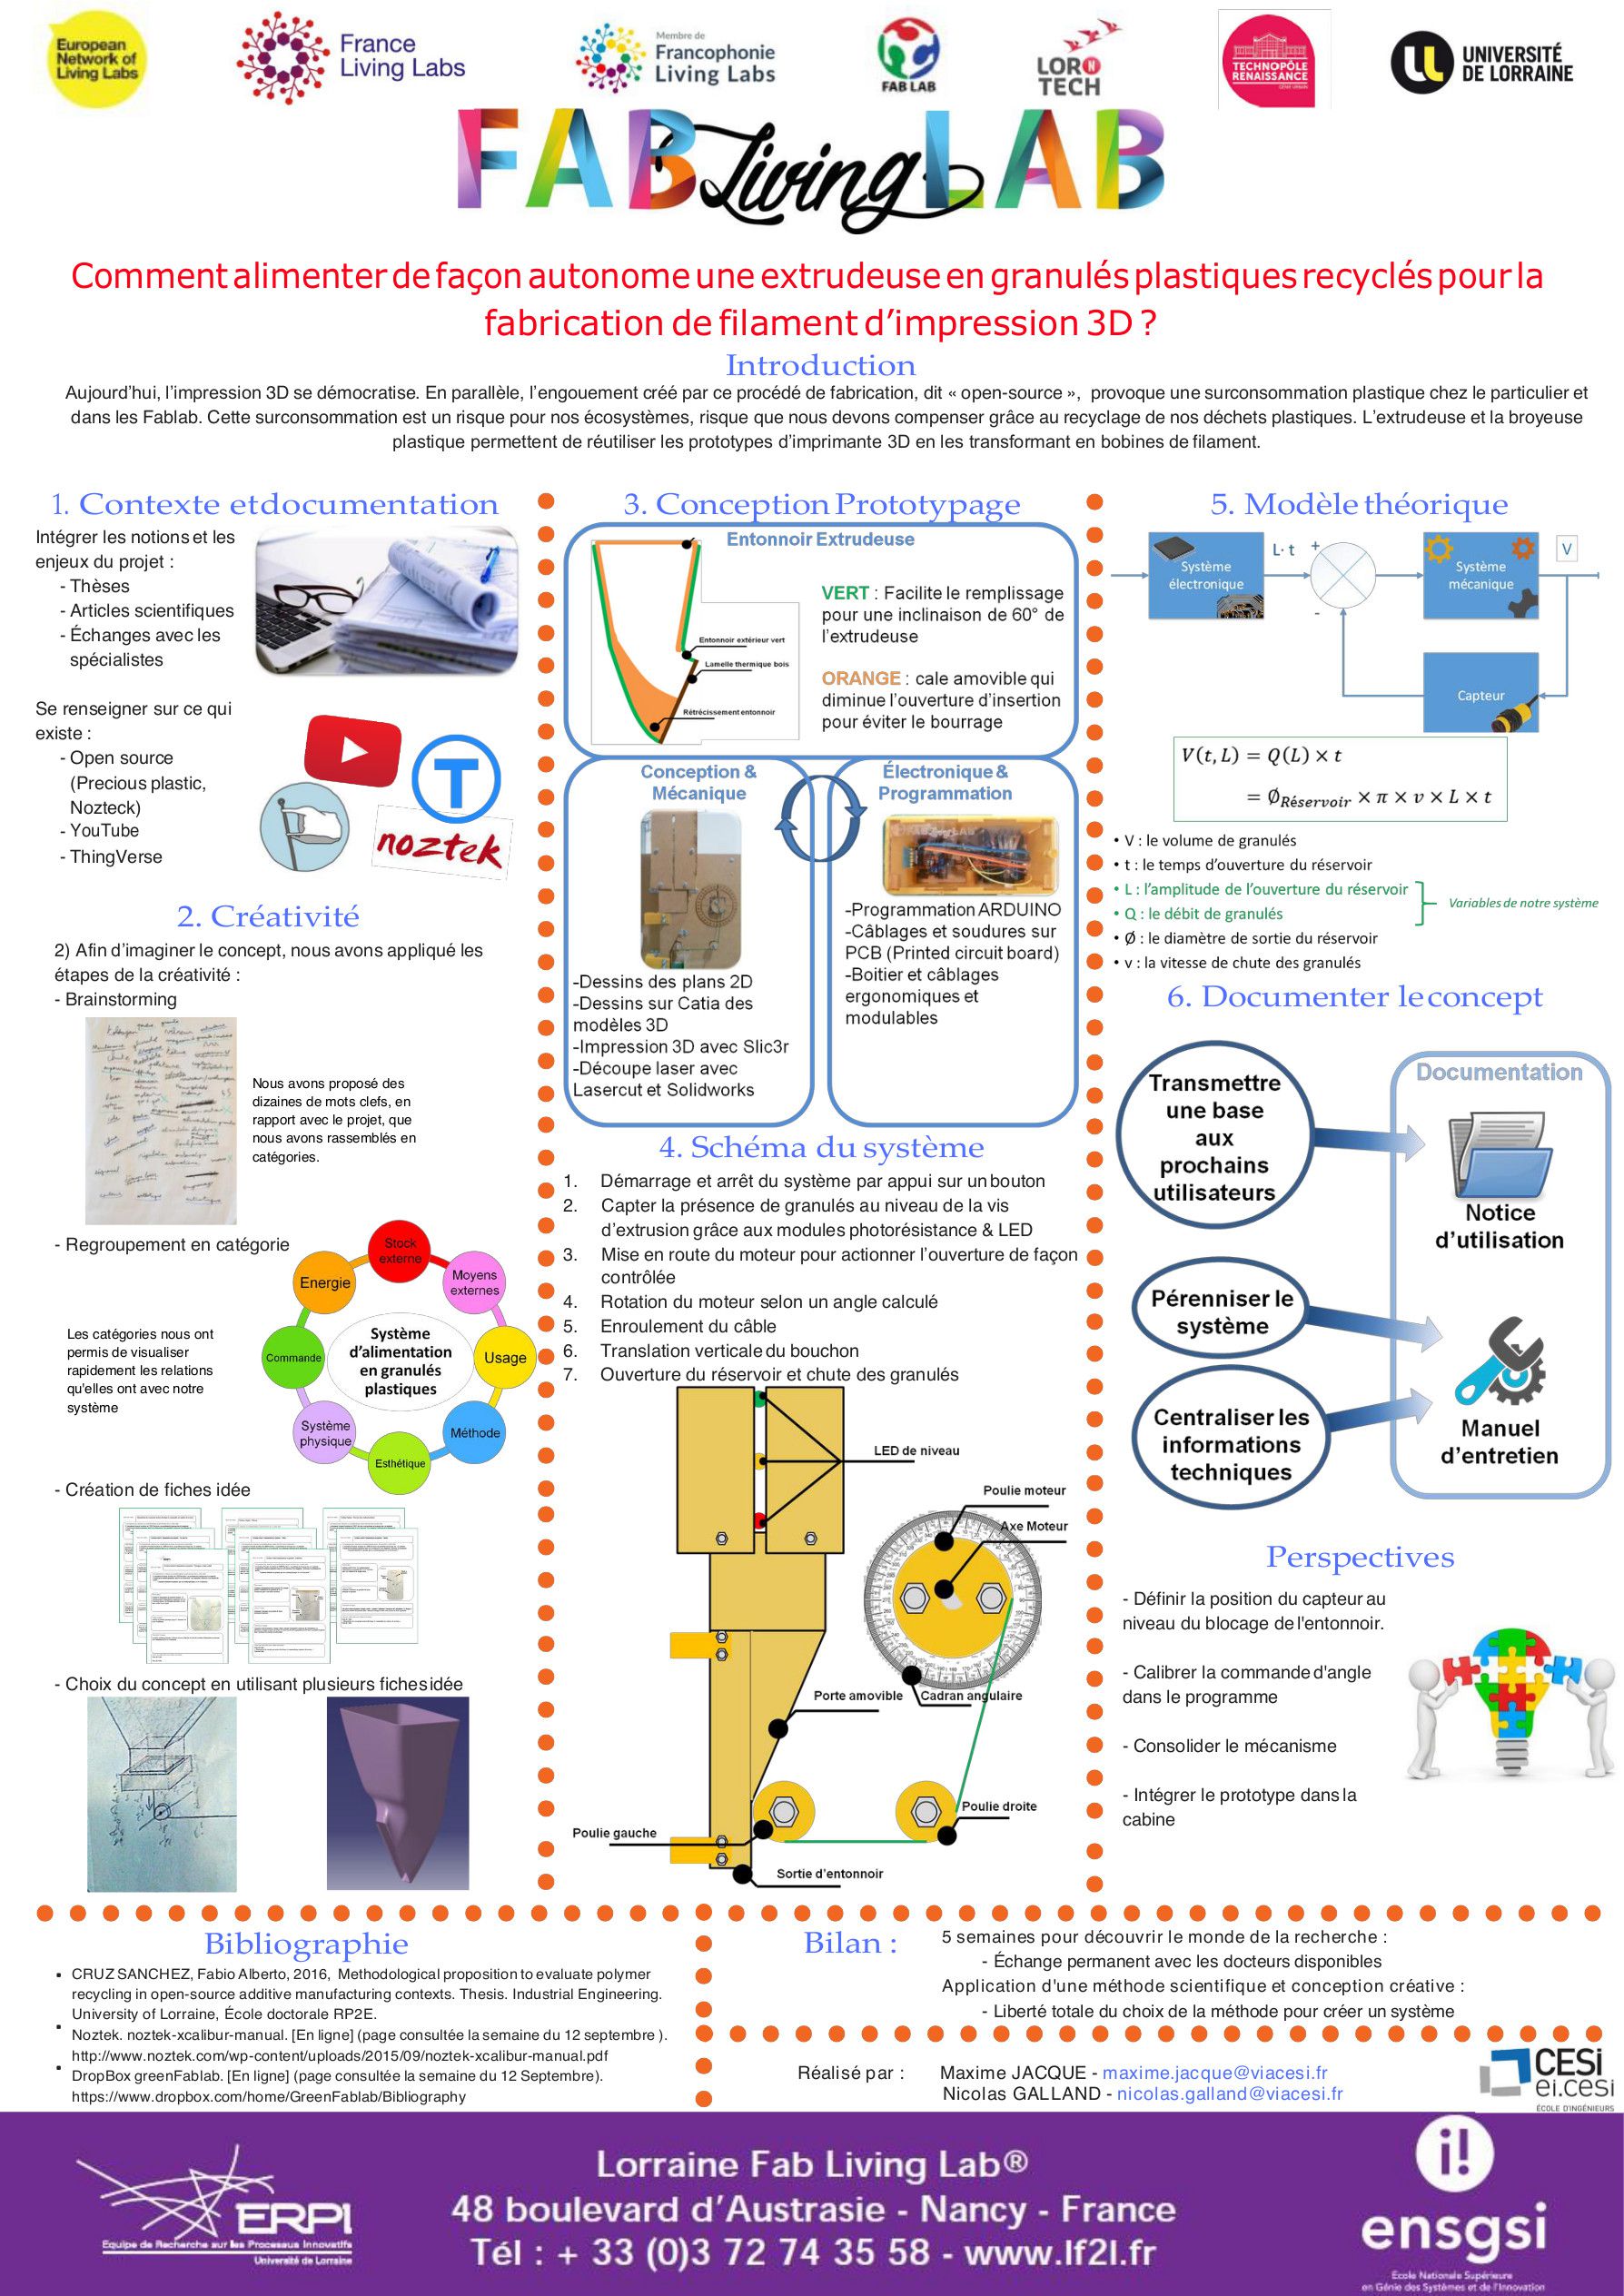 European
Network of
Living Labs
France
Living Labs
Membre de
Francophonie
Living Labs
FAB LAB
LOR N
TECH
TECHNOPÔLE
RENAISSANCE
UNIVERSITÉ
DE LORRAINE
FAB Living LAB
Comment alimenter de façon autonome une extrudeuse en granulés plastiques recyclés pour la
fabrication de filament d'impression 3D ?
Introduction
Aujourd'hui, l'impression 3D se démocratise. En parallèle, l'engouement créé par ce procédé de fabrication, dit « open-source », provoque une surconsommation plastique chez le particulier et
dans les Fablab. Cette surconsommation est un risque pour nos écosystèmes, risque que nous devons compenser grâce au recyclage de nos déchets plastiques. L'extrudeuse et la broyeuse
plastique permettent de réutiliser les prototypes d'imprimante 3D en les transformant en bobines de filament.
1. Contexte et documentation
Intégrer les notions et les
enjeux du projet :
- Thèses
- Articles scientifiques
- Échanges avec les
spécialistes
Se renseigner sur ce qui
existe :
- Open source
(Precious plastic,
Nozteck)
- YouTube
- ThingVerse
T
noztek
2. Créativité
2) Afin d'imaginer le concept, nous avons appliqué les
étapes de la créativité :
- Brainstorming
Nous avons proposé des
dizaines de mots clefs, en
rapport avec le projet, que
nous avons rassemblés en
catégories.
- Regroupement en catégorie
Les catégories nous ont
permis de visualiser
rapidement les relations
qu'elles ont avec notre
système
Stock
externe
Moyens
externes
Usage
Méthode
Esthétique
Système
physique
Commande
Energie
Système
d'alimentation
en granulés
plastiques
- Création de fiches idée
- Choix du concept en utilisant plusieurs fiches idée
3. Conception Prototypage
Entonnoir Extrudeuse
Entonnoir extérieur vert
Lamelle thermique bois
Rétrécissement entonnoir
VERT : Facilite le remplissage
pour une inclinaison de 60° de
l'extrudeuse
ORANGE : cale amovible qui
diminue l'ouverture d'insertion
pour éviter le bourrage
Conception &
Mécanique
-Dessins des plans 2D
-Dessins sur Catia des
modèles 3D
-Impression 3D avec Slic3r
-Découpe laser avec
Lasercut et Solidworks
Électronique &
Programmation
-Programmation ARDUINO
-Câblages et soudures sur
PCB (Printed circuit board)
-Boitier et câblages
ergonomiques et
modulables
4. Schéma du système
1. Démarrage et arrêt du système par appui sur un bouton
2. Capter la présence de granulés au niveau de la vis
d'extrusion grâce aux modules photorésistance & LED
3. Mise en route du moteur pour actionner l'ouverture de façon
contrôlée
4. Rotation du moteur selon un angle calculé
5. Enroulement du câble
6. Translation verticale du bouchon
7. Ouverture du réservoir et chute des granulés
LED de niveau
Poulie moteur
Axe Moteur
Porte amovible
Cadran angulaire
Poulie droite
Poulie gauche
Sortie d'entonnoir
5. Modèle théorique
Système
électronique
L· t
+
-
Système
mécanique
V
Capteur
V(t, L) = Q(L) × t
= ∅Réservoir × π × v × L × t
• V : le volume de granulés
• t : le temps d'ouverture du réservoir
• L : l'amplitude de l'ouverture du réservoir
• Q : le débit de granulés
Variables de notre système
• Ø : le diamètre de sortie du réservoir
• v : la vitesse de chute des granulés
6. Documenter le concept
Transmettre
une base
aux
prochains
utilisateurs
Pérenniser le
système
Centraliser les
informations
techniques
Documentation
Notice
d'utilisation
Manuel
d'entretien
Perspectives
- Définir la position du capteur au
niveau du blocage de l'entonnoir.
- Calibrer la commande d'angle
dans le programme
- Consolider le mécanisme
- Intégrer le prototype dans la
cabine
Bibliographie
• CRUZ SANCHEZ, Fabio Alberto, 2016, Methodological proposition to evaluate polymer
recycling in open-source additive manufacturing contexts. Thesis. Industrial Engineering.
University of Lorraine, École doctorale RP2E.
• Noztek. noztek-xcalibur-manual. [En ligne] (page consultée la semaine du 12 septembre ).
http://www.noztek.com/wp-content/uploads/2015/09/noztek-xcalibur-manual.pdf
• DropBox greenFablab. [En ligne] (page consultée la semaine du 12 Septembre).
https://www.dropbox.com/home/GreenFablab/Bibliography
Bilan :
5 semaines pour découvrir le monde de la recherche :
- Échange permanent avec les docteurs disponibles
Application d'une méthode scientifique et conception créative :
- Liberté totale du choix de la méthode pour créer un système
Réalisé par :
Maxime JACQUE - maxime.jacque@viacesi.fr
Nicolas GALLAND - nicolas.galland@viacesi.fr
CESi
ei.cesi
ÉCOLE D'INGÉNIEURS
ERPI
Equipe de Recherche sur les Processus Innovatifs
Université de Lorraine
Lorraine Fab Living Lab®
48 boulevard d'Austrasie - Nancy - France
Tél : + 33 (0)3 72 74 35 58 - www.lf2l.fr
i!
ensgsi
Ecole Nationale Supérieure
en Génie des Systèmes et de l'Innovation